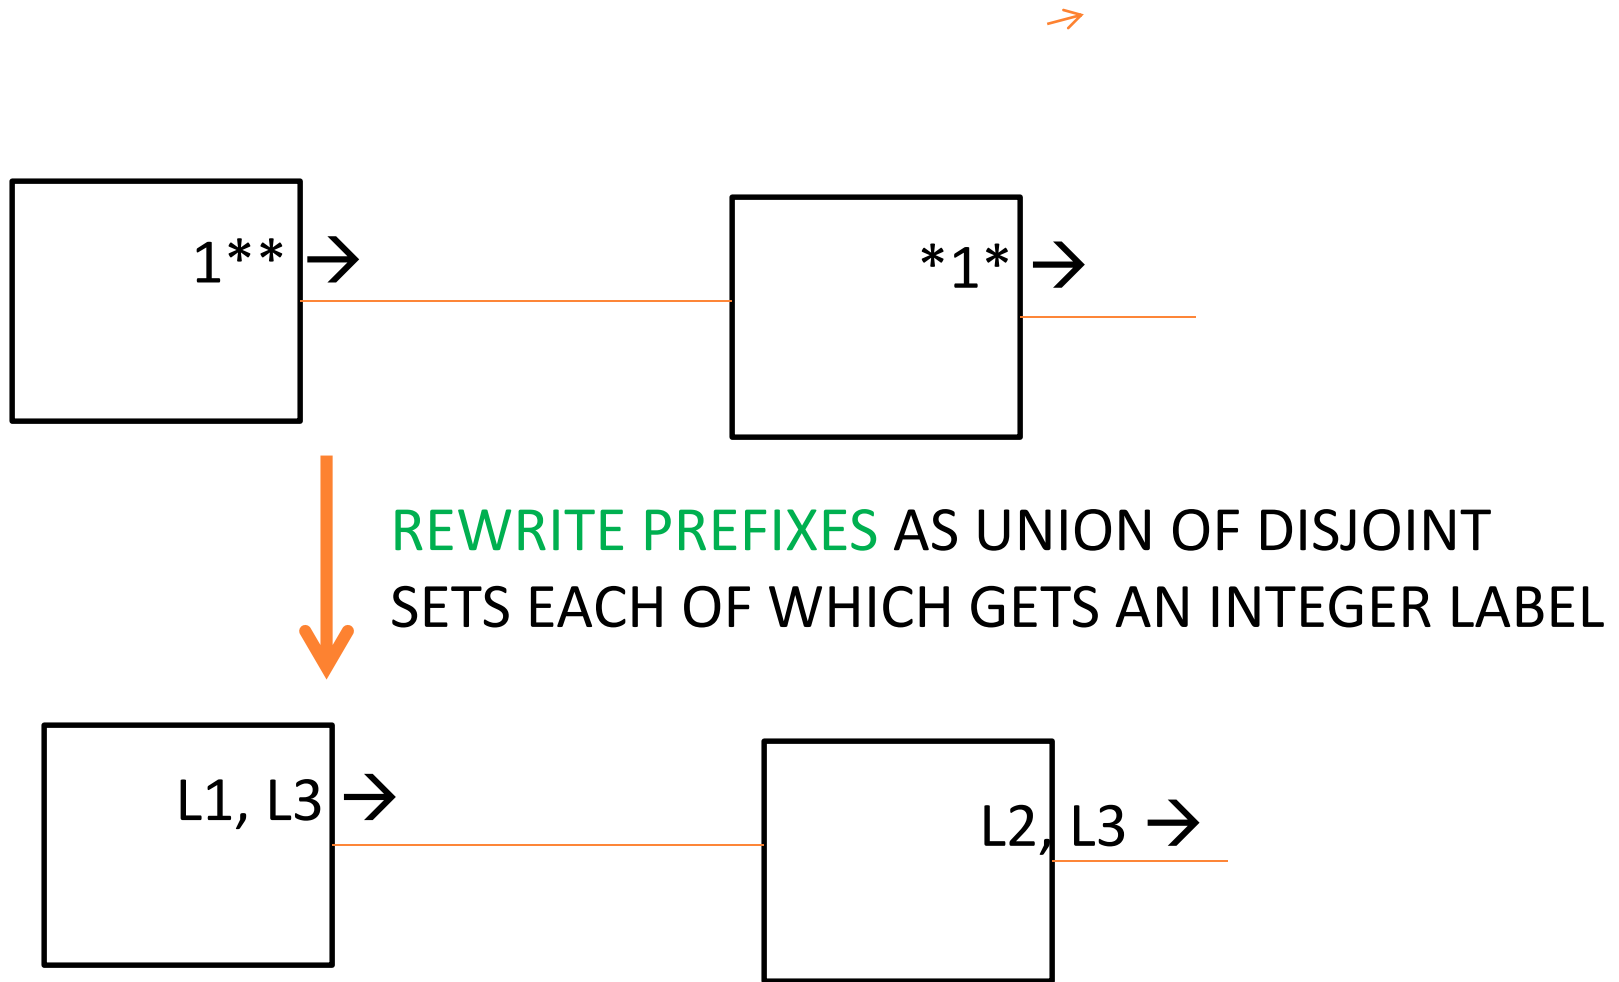 1** →
*1* →
REWRITE PREFIXES AS UNION OF DISJOINT
SETS EACH OF WHICH GETS AN INTEGER LABEL
L1, L3 →
L2, L3 →